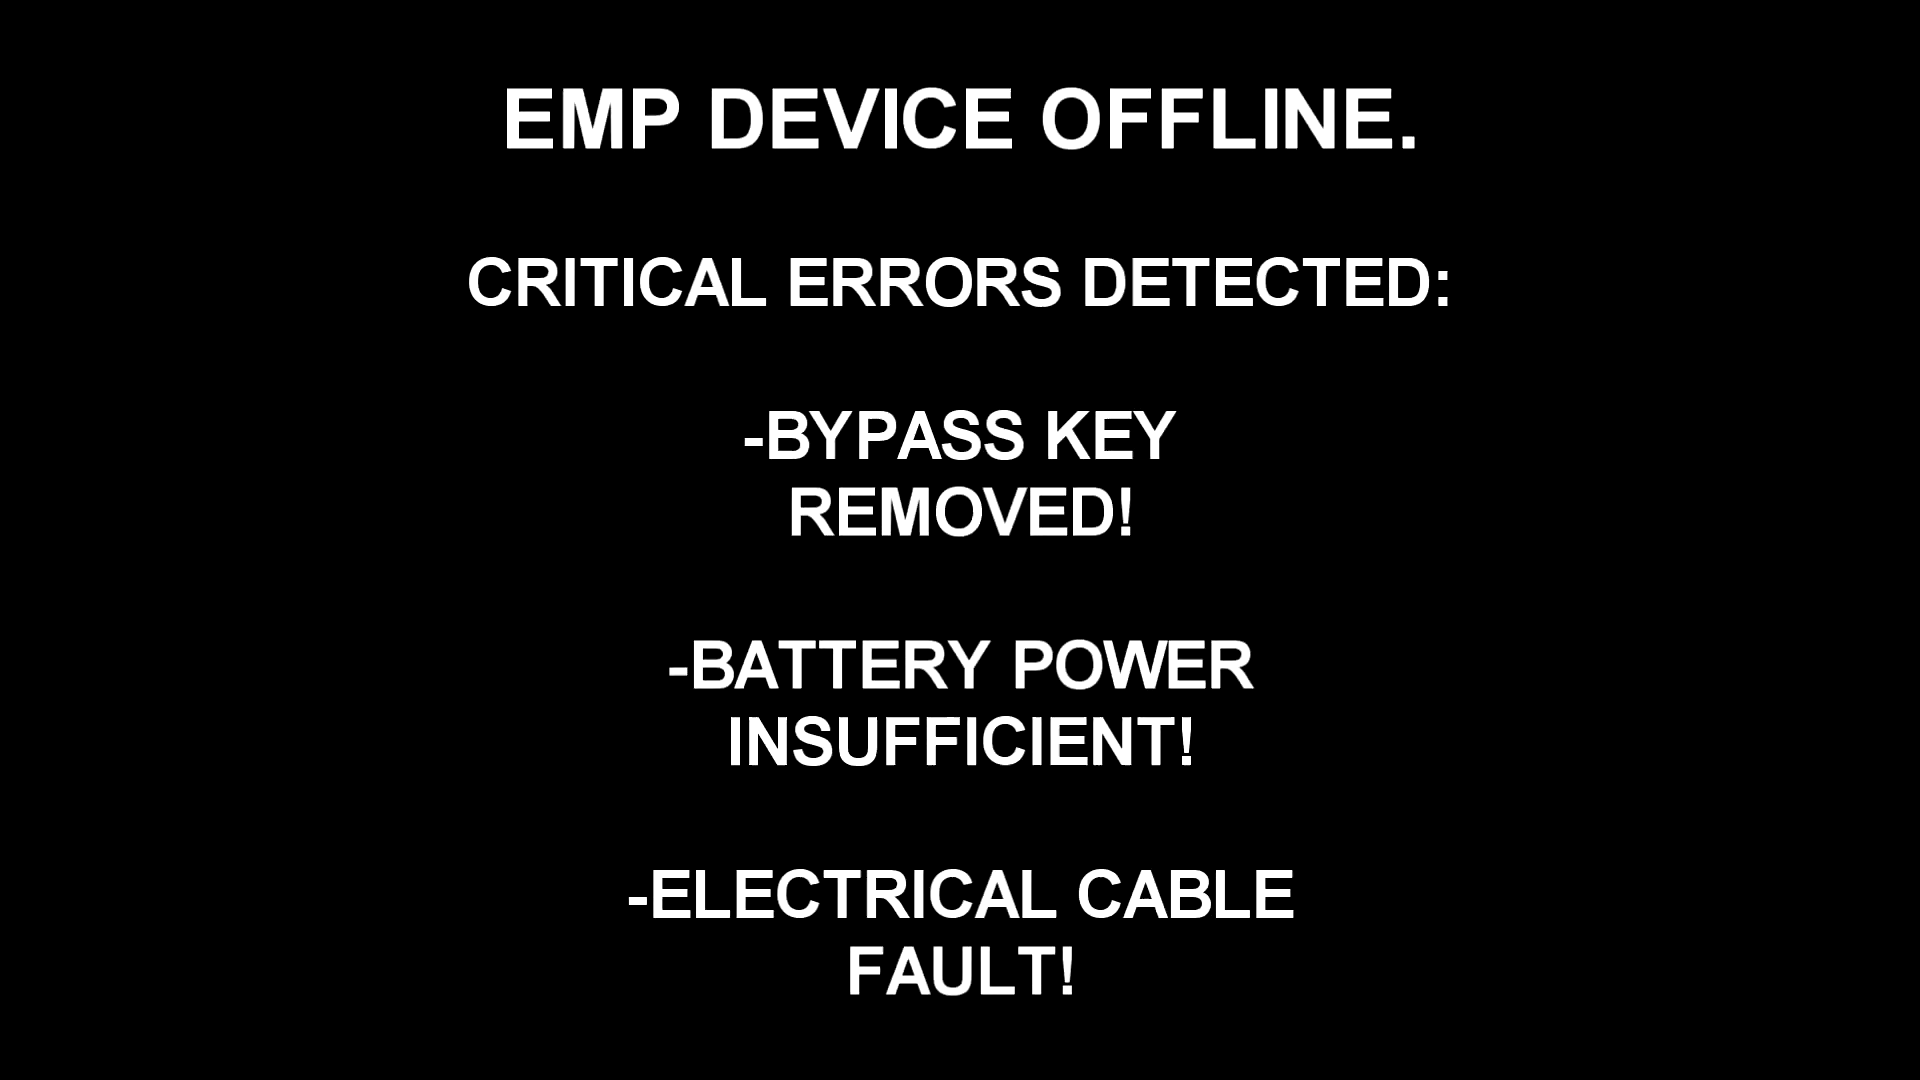 EMP DEVICE OFFLINE.
CRITICAL ERRORS DETECTED:
-BYPASS KEY
REMOVED!
-BATTERY POWER
INSUFFICIENT!
-ELECTRICAL CABLE
FAULT!